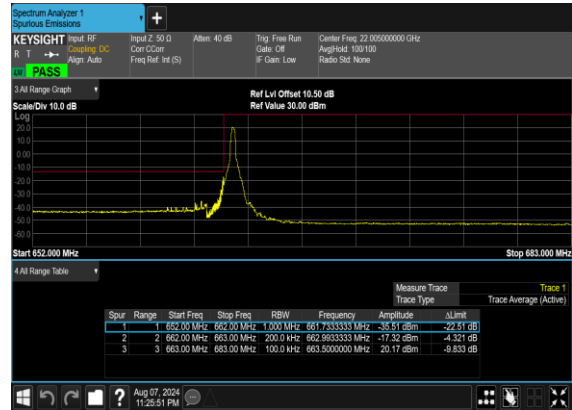 Spectrum Analyzer 1
Spurious Emissions
+
KEYSIGHT Input: RF Input Z: 50 Ω Atten: 40 dB Trig: Free Run Center Freq: 22.005000000 GHz
R T Coupling: DC Corr CCorr Gate: Off Avg|Hold: 100/100
Align: Auto Freq Ref: Int (S) IF Gain: Low Radio Std: None
LW PASS
3 All Range Graph
Ref Lvl Offset 10.50 dB
Scale/Div 10.0 dB Ref Value 30.00 dBm
Log
20.0
10.0
0.00
-10.0
-20.0
-30.0
-40.0
-50.0
-60.0
Start 652.000 MHz Stop 683.000 MHz
4 All Range Table
Measure Trace Trace 1
Trace Type Trace Average (Active)
Spur Range Start Freq Stop Freq RBW Frequency Amplitude ΔLimit
1 1 652.00 MHz 662.00 MHz 1.000 MHz 661.7333333 MHz -35.51 dBm -22.51 dB
2 2 662.00 MHz 663.00 MHz 200.0 kHz 662.9933333 MHz -17.32 dBm -4.321 dB
3 3 663.00 MHz 683.00 MHz 100.0 kHz 663.5000000 MHz 20.17 dBm -9.833 dB
? Aug 07, 2024
11:25:51 PM